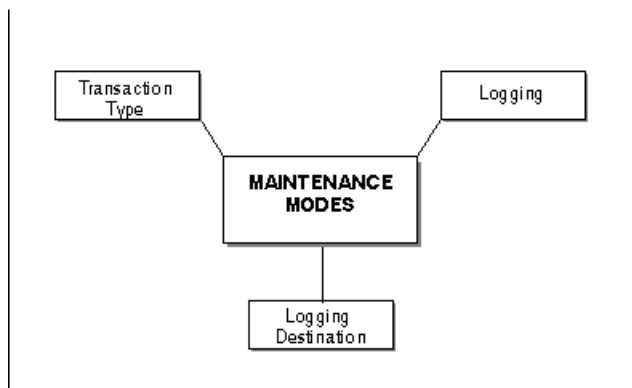 Transaction
Type
Logging
MAINTENANCE
MODES
Logging
Destination